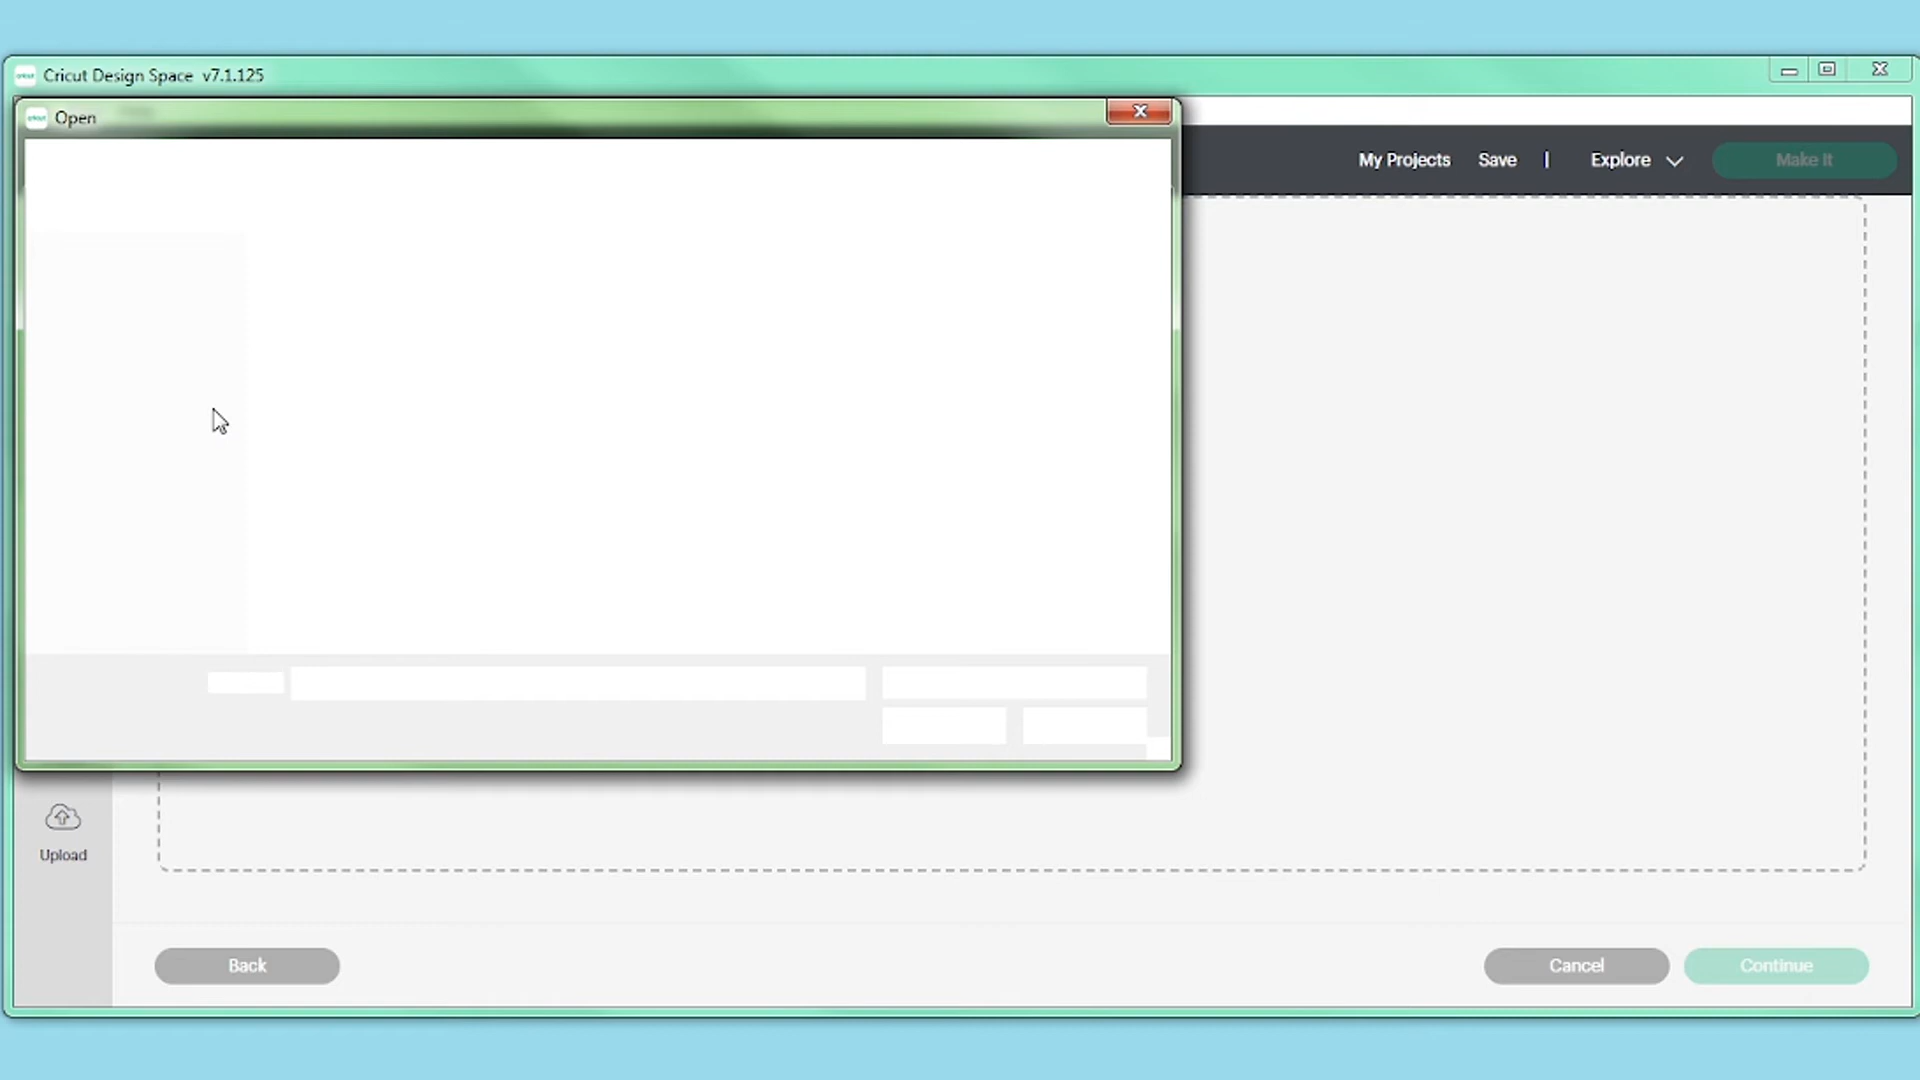 Cricut Design Space v7.1.125
Open
My Projects
Save
|
Explore
Make It
Upload
Back
Cancel
Continue